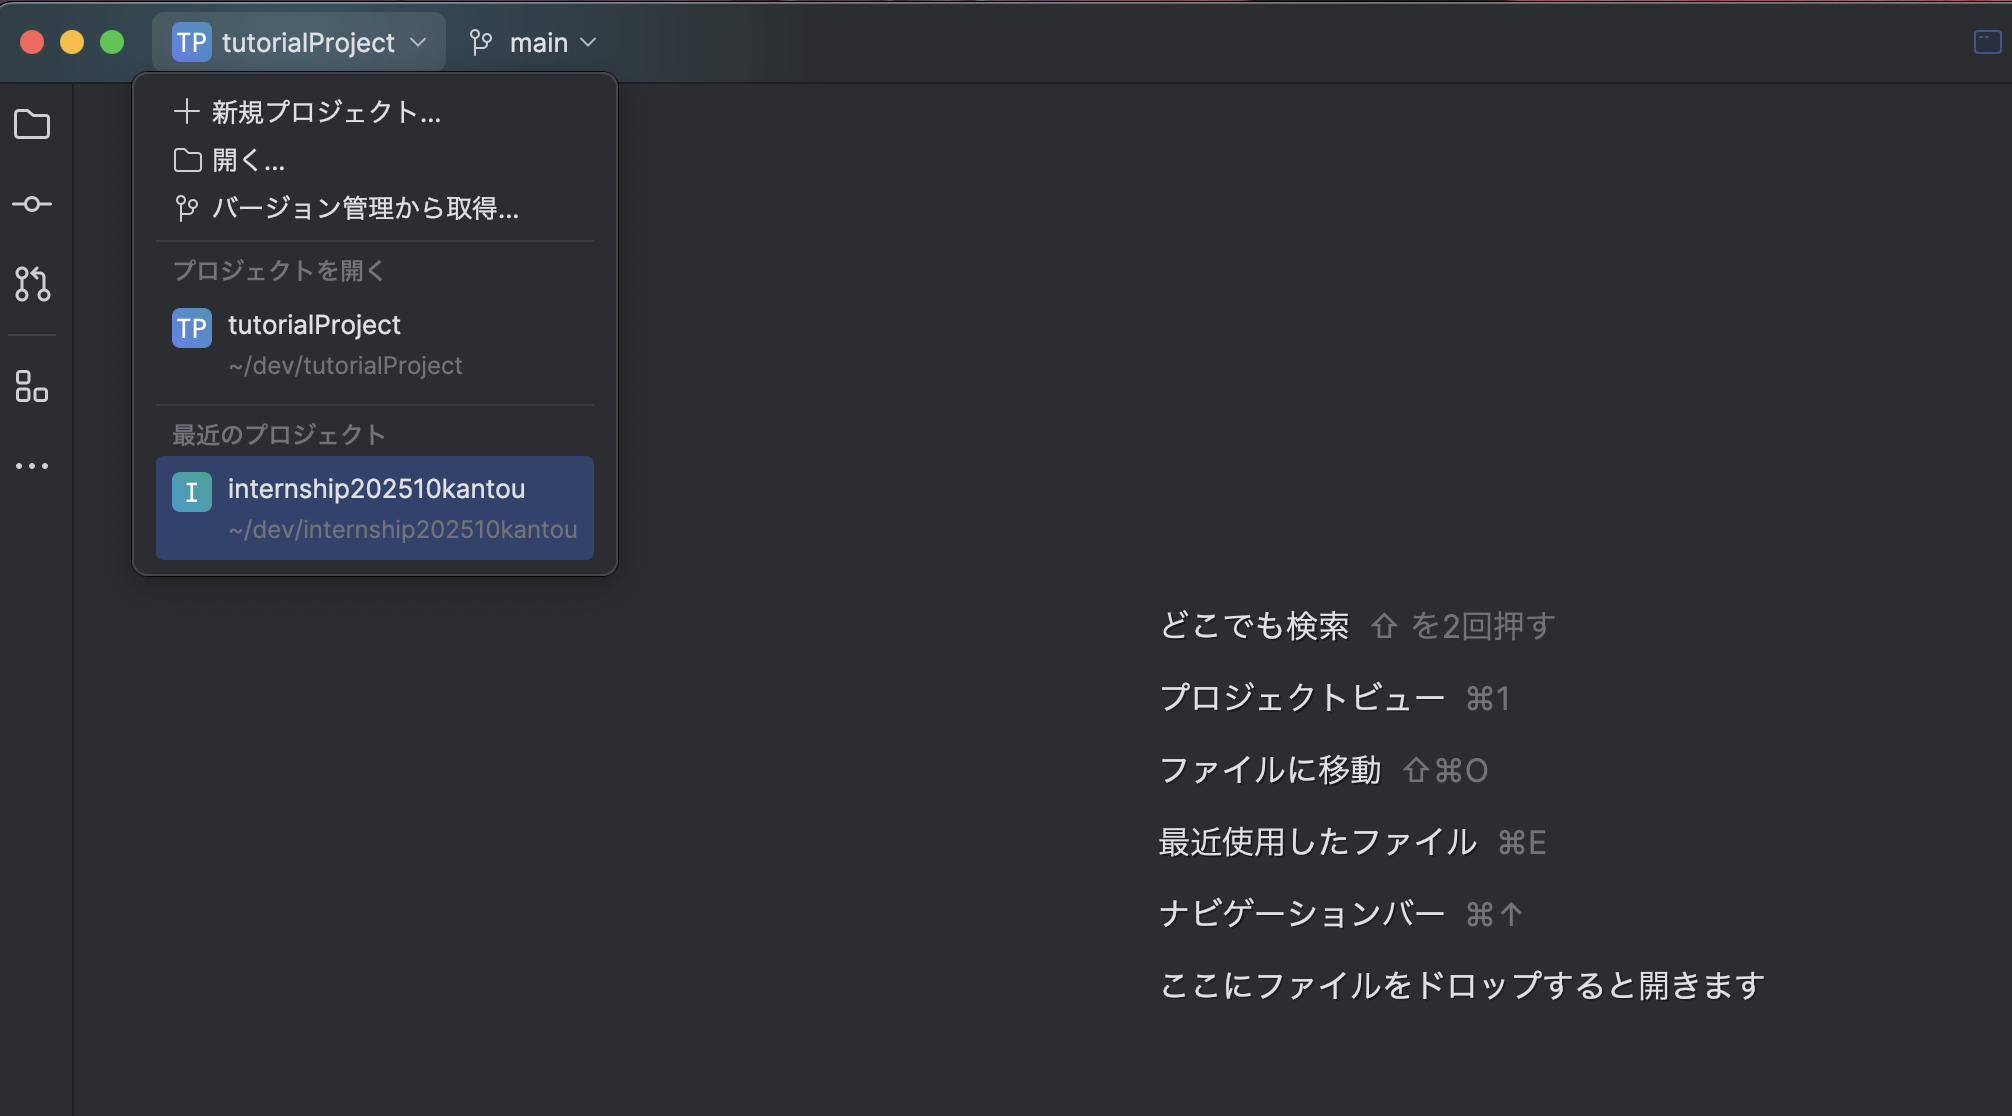 TP tutorialProject main
新規プロジェクト...
開く...
バージョン管理から取得...
プロジェクトを開く
TP tutorialProject
~/dev/tutorialProject
最近のプロジェクト
I internship202510kantou
~/dev/internship202510kantou
どこでも検索 ⇧ を2回押す
プロジェクトビュー ⌘1
ファイルに移動 ⇧⌘O
最近使用したファイル ⌘E
ナビゲーションバー ⌘↑
ここにファイルをドロップすると開きます